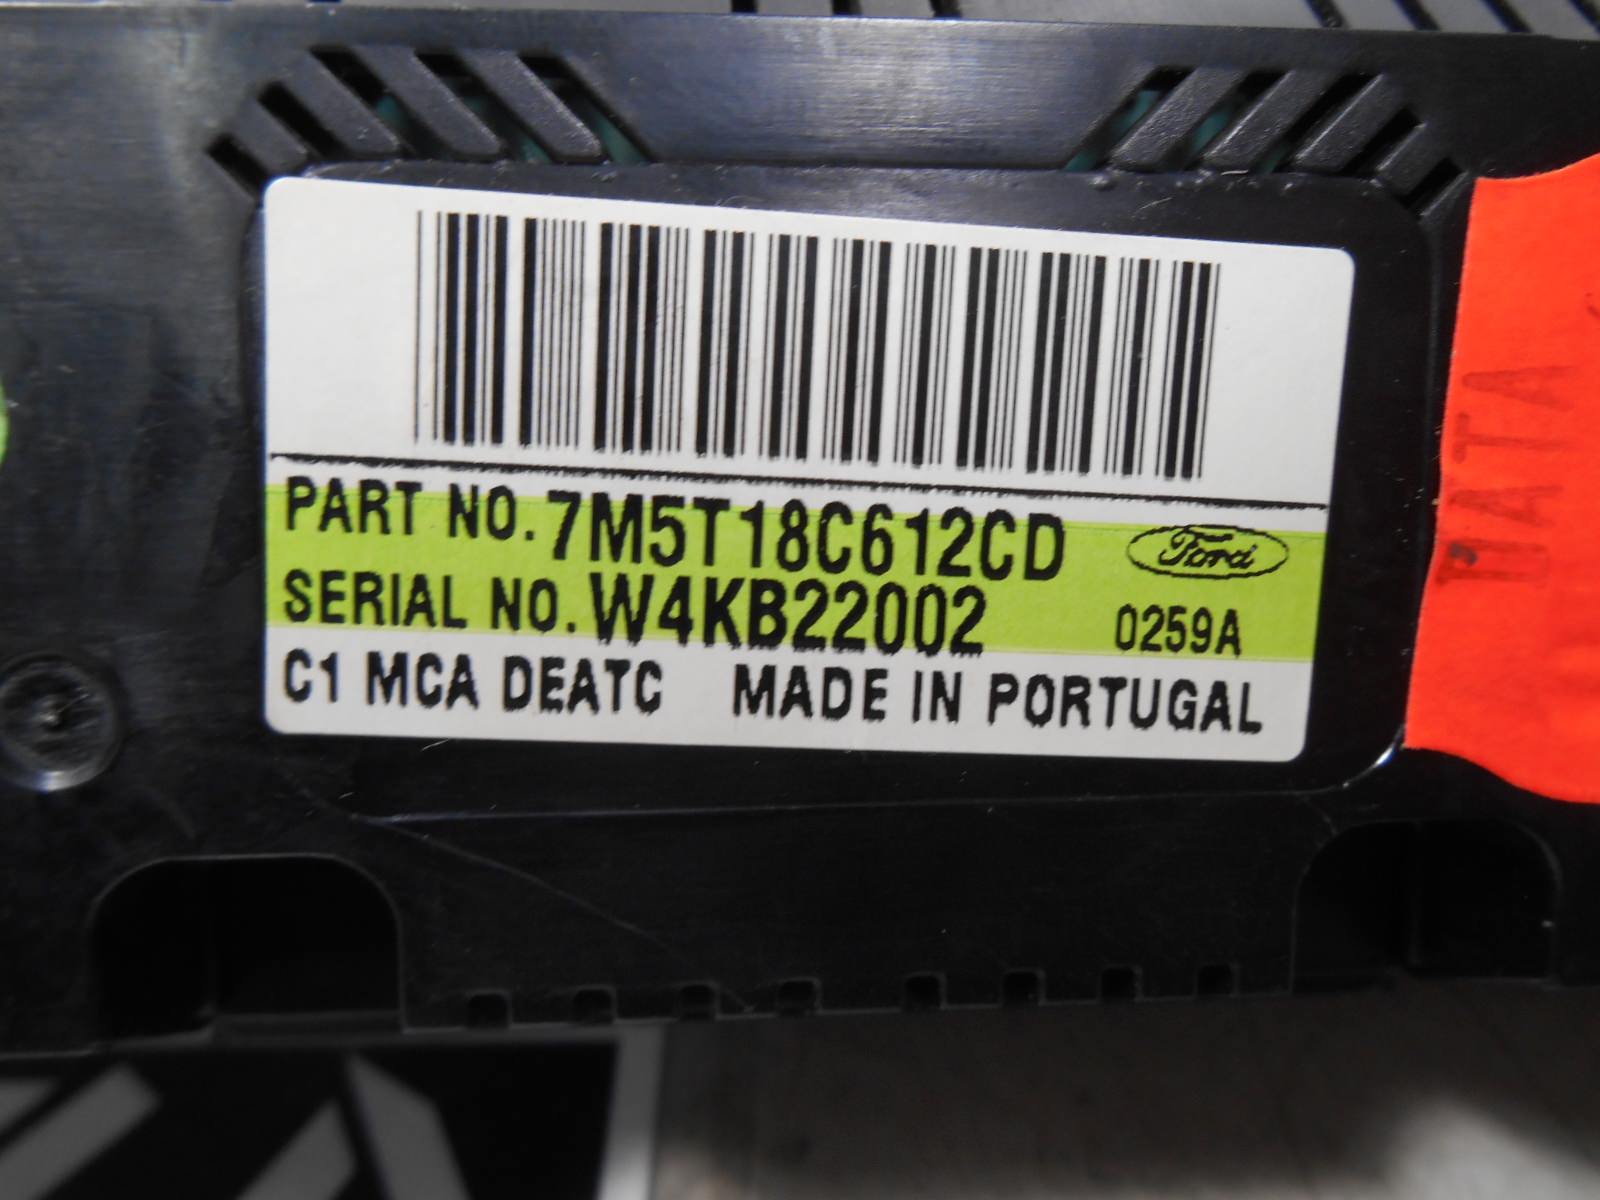 PART NO. 7M5T18C612CD Ford
SERIAL NO. W4KB22002 0259A
C1 MCA DEATC MADE IN PORTUGAL